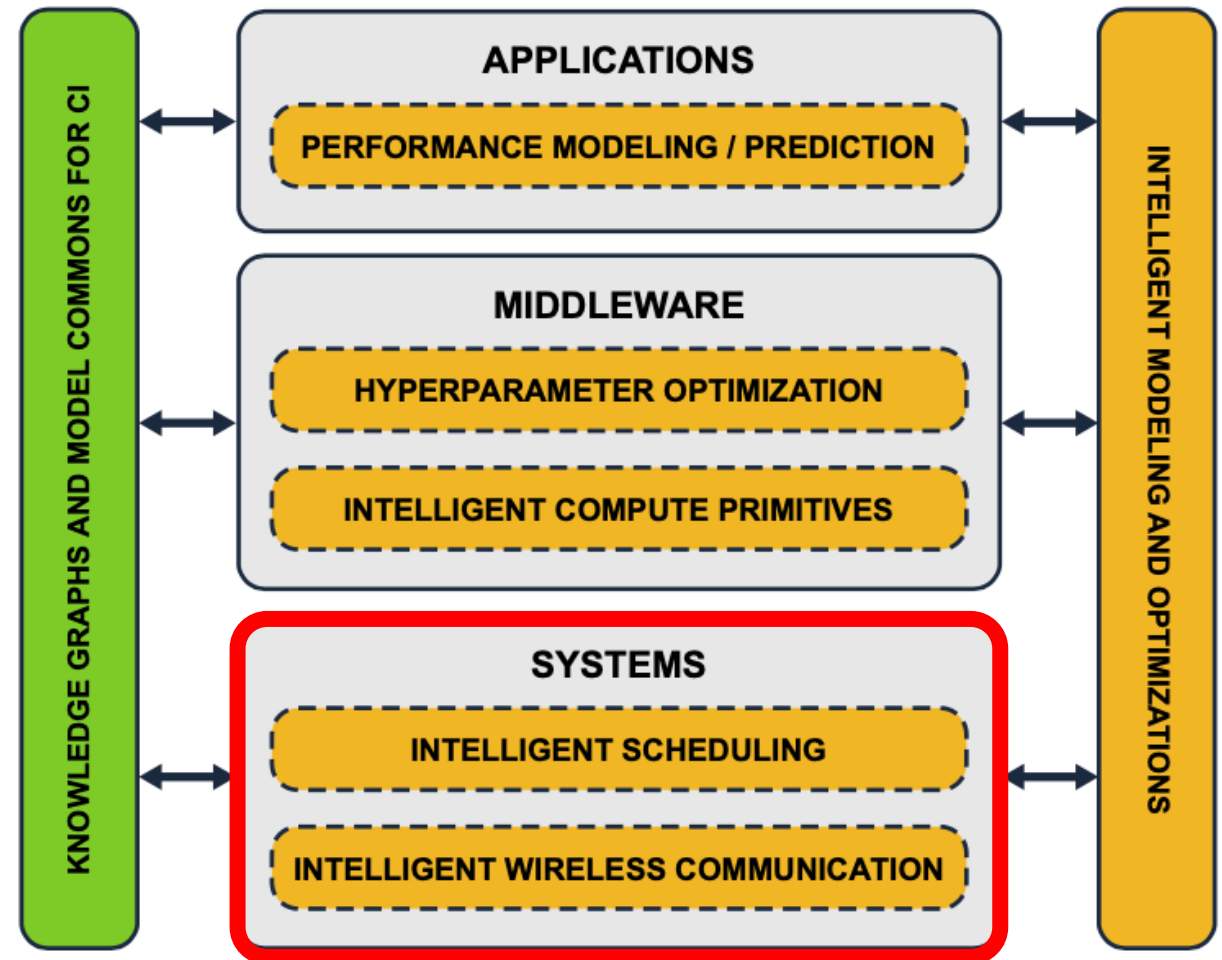 KNOWLEDGE GRAPHS AND MODEL COMMONS FOR CI
APPLICATIONS
PERFORMANCE MODELING / PREDICTION
MIDDLEWARE
HYPERPARAMETER OPTIMIZATION
INTELLIGENT COMPUTE PRIMITIVES
SYSTEMS
INTELLIGENT SCHEDULING
INTELLIGENT WIRELESS COMMUNICATION
INTELLIGENT MODELING AND OPTIMIZATIONS